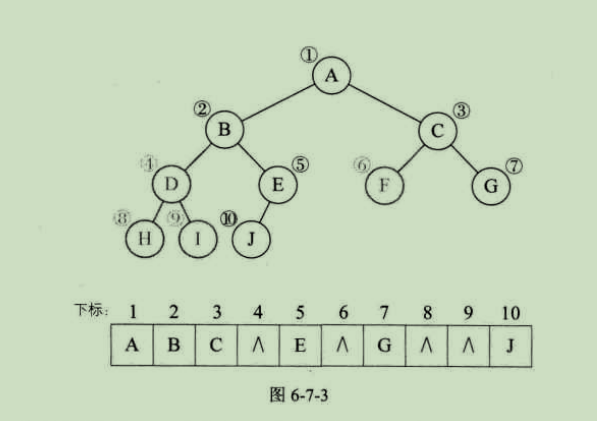 ①
A
② ③
B C
④ ⑤ ⑥ ⑦
D E F G
⑧ ⑨ ⑩
H I J
下标: 1 2 3 4 5 6 7 8 9 10
A B C ∧ E ∧ G ∧ ∧ J
图 6-7-3